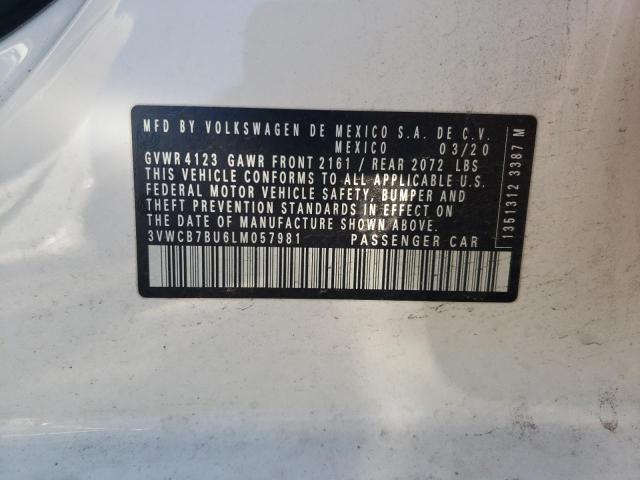 MFD BY VOLKSWAGEN DE MEXICO S.A. DE C.V.
MEXICO 03/20
GVWR 4123 GAWR FRONT 2161 / REAR 2072 LBS
THIS VEHICLE CONFORMS TO ALL APPLICABLE U.S.
FEDERAL MOTOR VEHICLE SAFETY, BUMPER AND
THEFT PREVENTION STANDARDS IN EFFECT ON
THE DATE OF MANUFACTURE SHOWN ABOVE.
3VWCB7BU6LM057981 PASSENGER CAR
1351312 3387 M